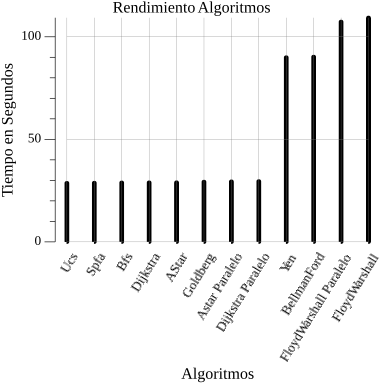 Rendimiento Algoritmos
Tiempo en Segundos
100
50
0
Ucs
Spfa
Bfs
Dijkstra
AStar
Goldberg
Astar Paralelo
Dijkstra Paralelo
Yen
BellmanFord
FloydWarshall Paralelo
FloydWarshall
Algoritmos